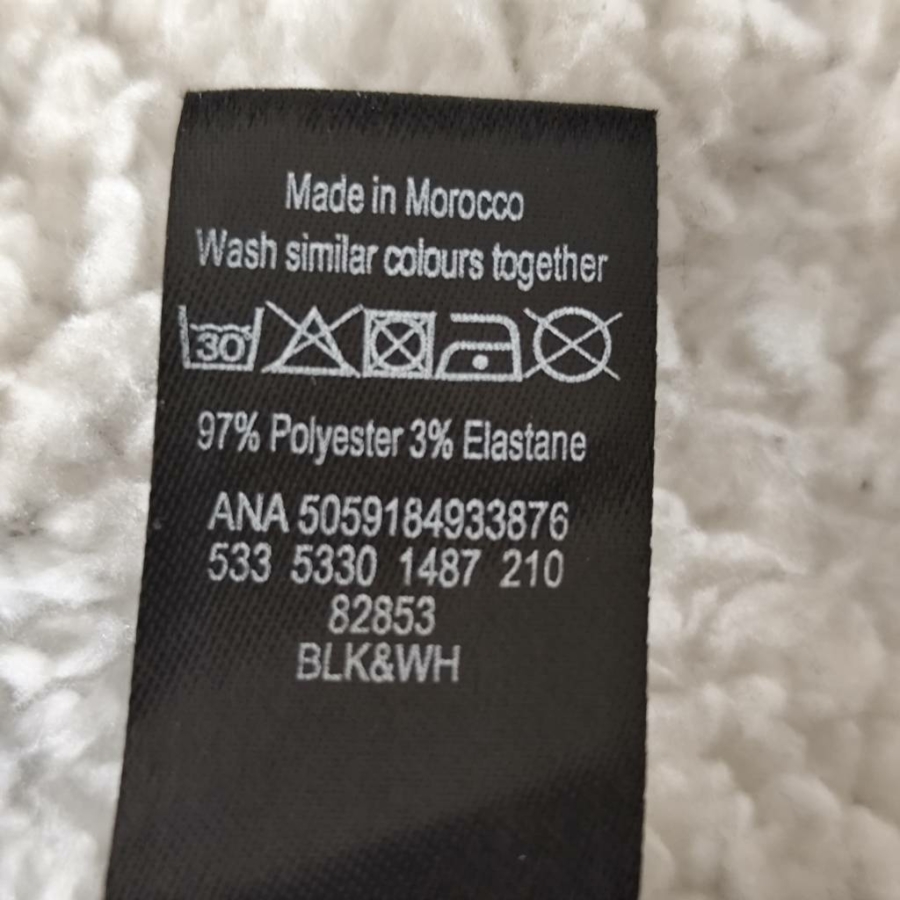 Made in Morocco
Wash similar colours together
30
97% Polyester 3% Elastane
ANA 5059184933876
533 5330 1487 210
82853
BLK&WH